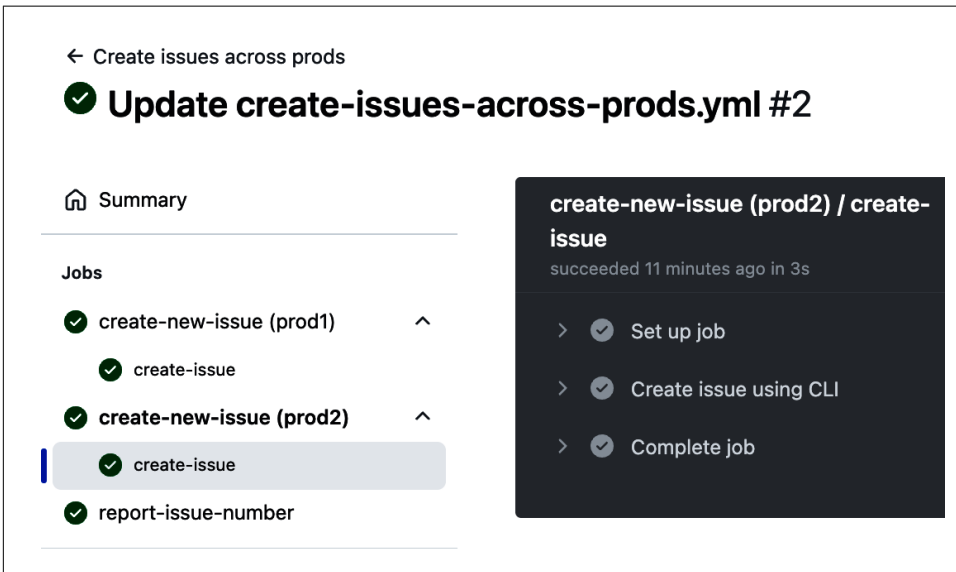 ← Create issues across prods
Update create-issues-across-prods.yml #2
Summary
Jobs
create-new-issue (prod1)
create-issue
create-new-issue (prod2)
create-issue
report-issue-number
create-new-issue (prod2) / create-
issue
succeeded 11 minutes ago in 3s
Set up job
Create issue using CLI
Complete job